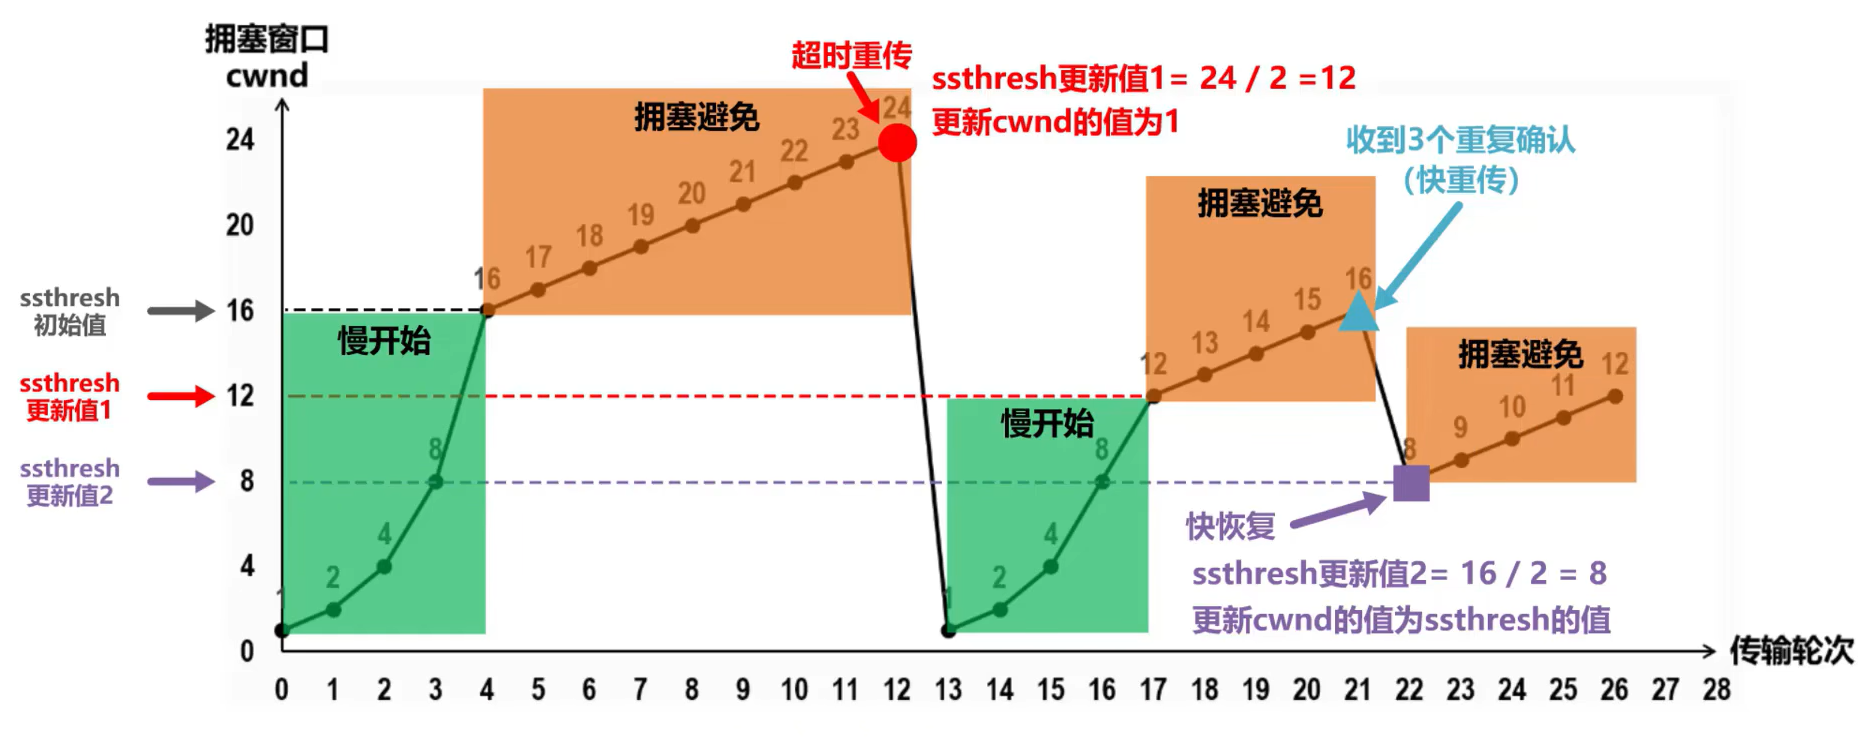 拥塞窗口
cwnd
超时重传
ssthresh更新值1= 24 / 2 =12
更新cwnd的值为1
收到3个重复确认
（快重传）
拥塞避免
拥塞避免
拥塞避免
慢开始
慢开始
ssthresh
初始值
ssthresh
更新值1
ssthresh
更新值2
24
20
16
12
8
4
0
1
2
4
8
16
17
18
19
20
21
22
23
24
1
2
4
8
12
13
14
15
16
8
9
10
11
12
快恢复
ssthresh更新值2= 16 / 2 = 8
更新cwnd的值为ssthresh的值
传输轮次
0 1 2 3 4 5 6 7 8 9 10 11 12 13 14 15 16 17 18 19 20 21 22 23 24 25 26 27 28